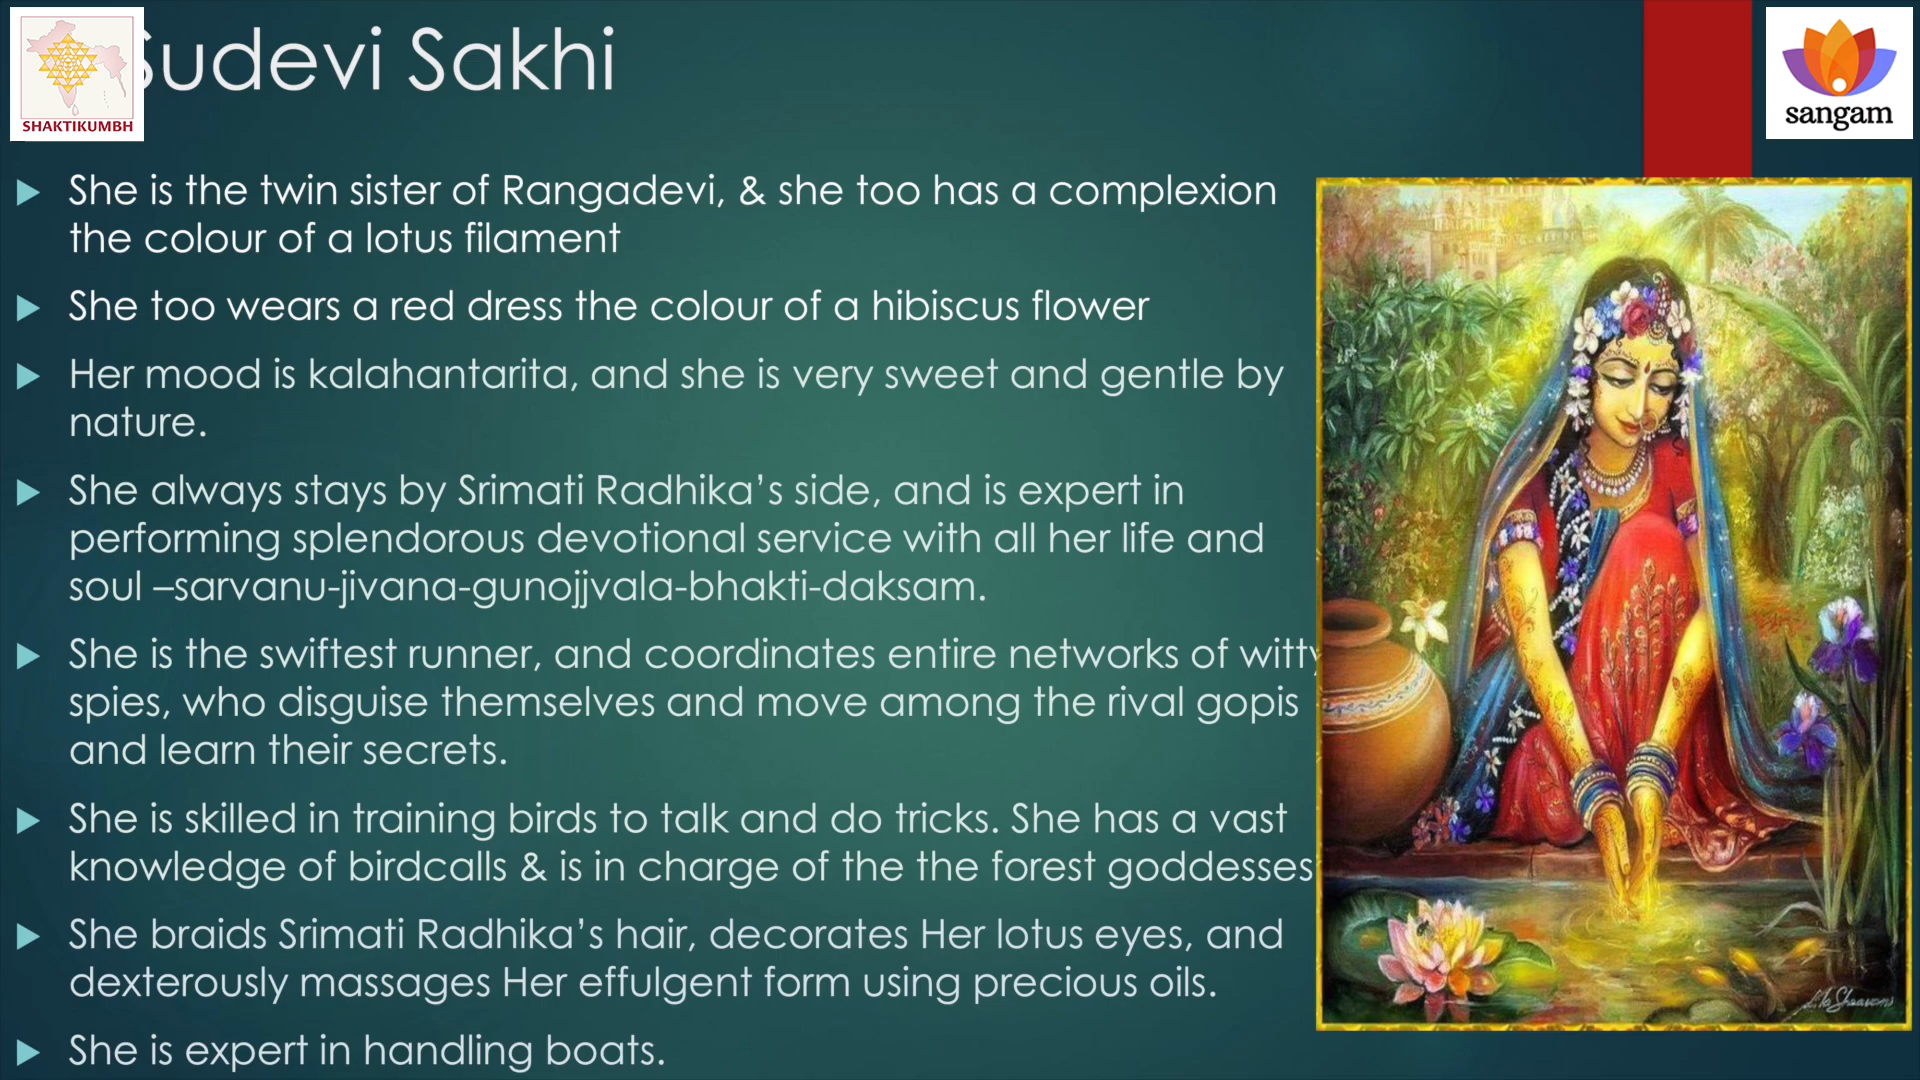 Sudevi Sakhi
SHAKTIKUMBH
sangam
She is the twin sister of Rangadevi, & she too has a complexion
the colour of a lotus filament
She too wears a red dress the colour of a hibiscus flower
Her mood is kalahantarita, and she is very sweet and gentle by
nature.
She always stays by Srimati Radhika’s side, and is expert in
performing splendorous devotional service with all her life and
soul –sarvanu-jivana-gunojjvala-bhakti-daksam.
She is the swiftest runner, and coordinates entire networks of witty
spies, who disguise themselves and move among the rival gopis
and learn their secrets.
She is skilled in training birds to talk and do tricks. She has a vast
knowledge of birdcalls & is in charge of the the forest goddesses
She braids Srimati Radhika’s hair, decorates Her lotus eyes, and
dexterously massages Her effulgent form using precious oils.
She is expert in handling boats.